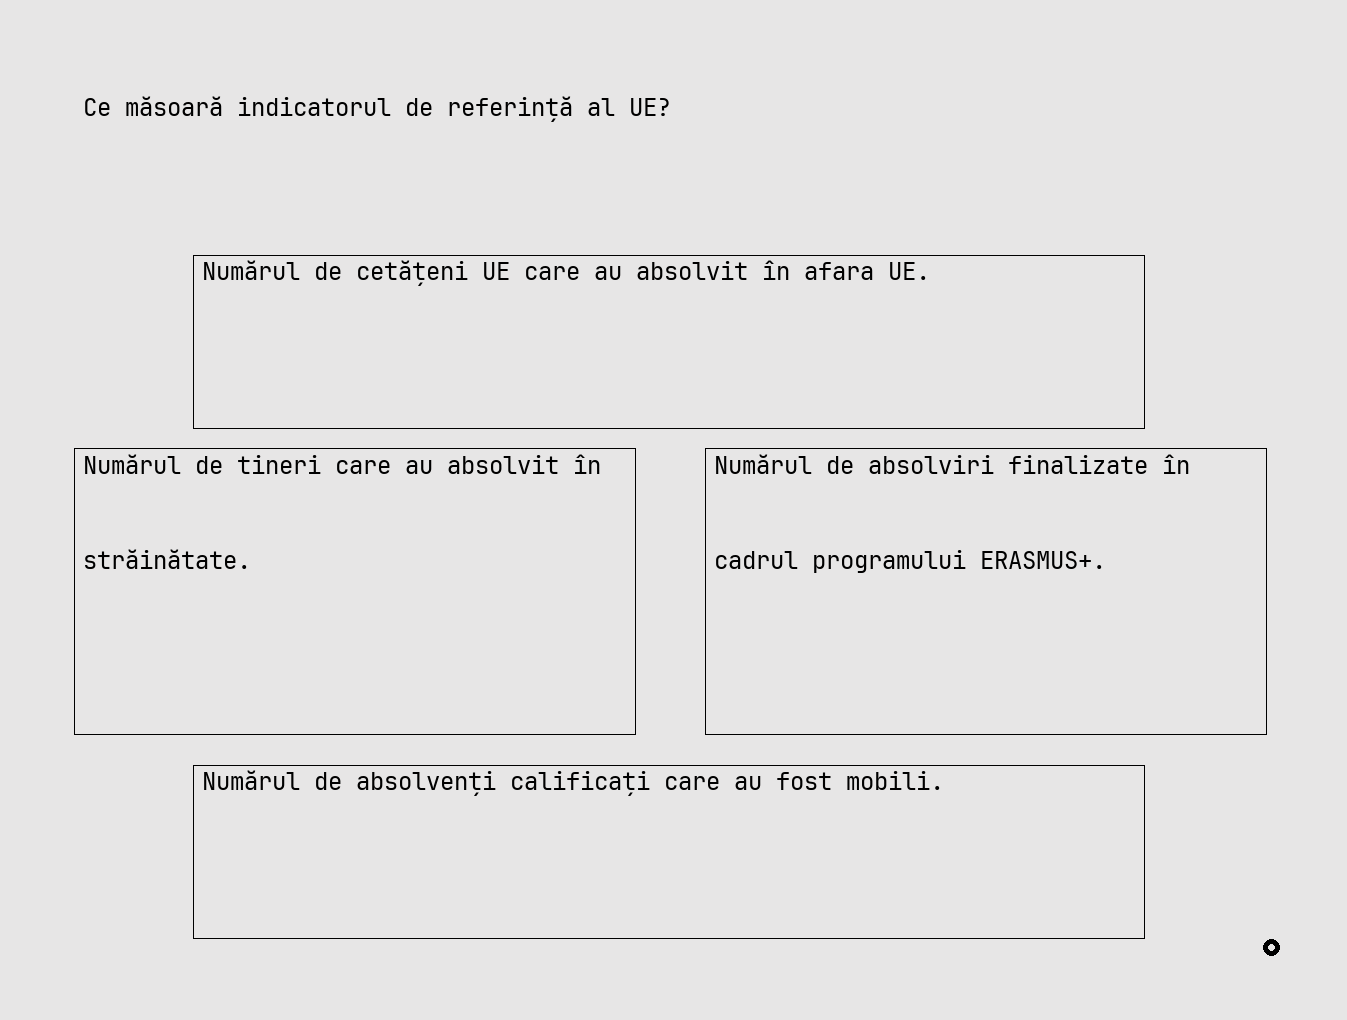 Ce măsoară indicatorul de referință al UE?
Numărul de cetățeni UE care au absolvit în afara UE.
Numărul de tineri care au absolvit în
străinătate.
Numărul de absolviri finalizate în
cadrul programului ERASMUS+.
Numărul de absolvenți calificați care au fost mobili.